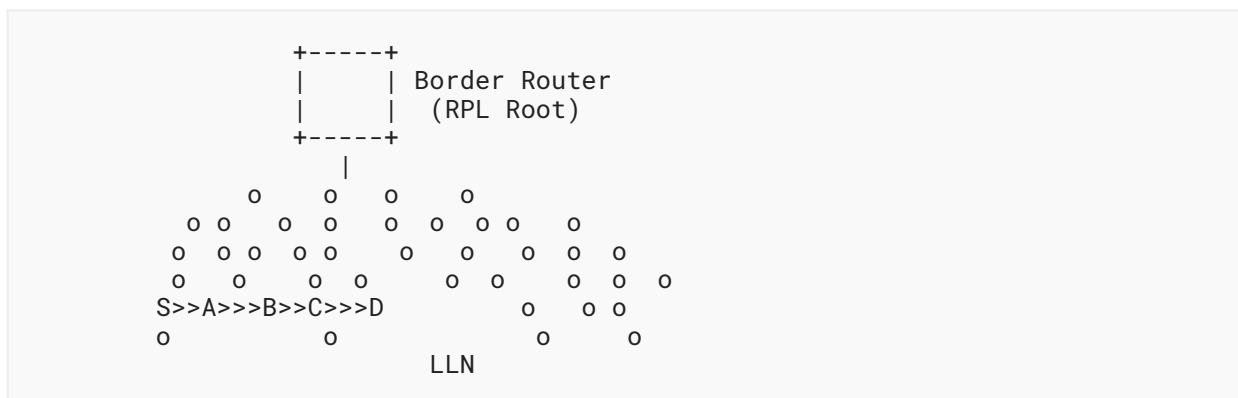 +-----+
|     | Border Router
|     |  (RPL Root)
+-----+
|
o    o   o    o
o o   o  o   o  o  o o   o
o  o o  o o    o   o   o  o  o
o   o    o  o     o  o    o  o  o
S>>A>>>B>>C>>>D         o   o o
o          o             o     o
LLN